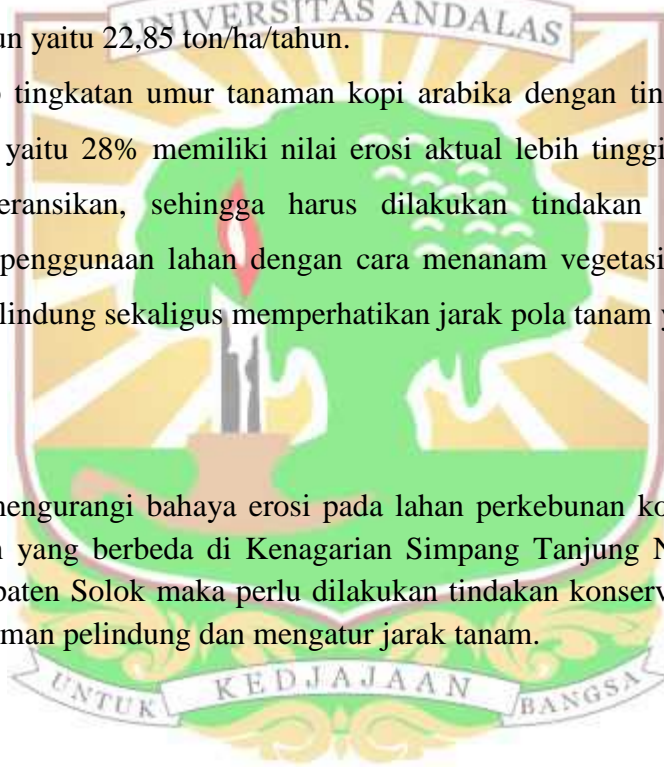 UNIVERSITAS ANDALAS
un yaitu 22,85 ton/ha/tahun.
tingkatan umur tanaman kopi arabika dengan tin
yaitu 28% memiliki nilai erosi aktual lebih tinggi
eransikan, sehingga harus dilakukan tindakan
penggunaan lahan dengan cara menanam vegetasi
lindung sekaligus memperhatikan jarak pola tanam y
mengurangi bahaya erosi pada lahan perkebunan ko
yang berbeda di Kenagarian Simpang Tanjung N
paten Solok maka perlu dilakukan tindakan konserv
man pelindung dan mengatur jarak tanam.
UNTUK KEDJAJAAN BANGSA